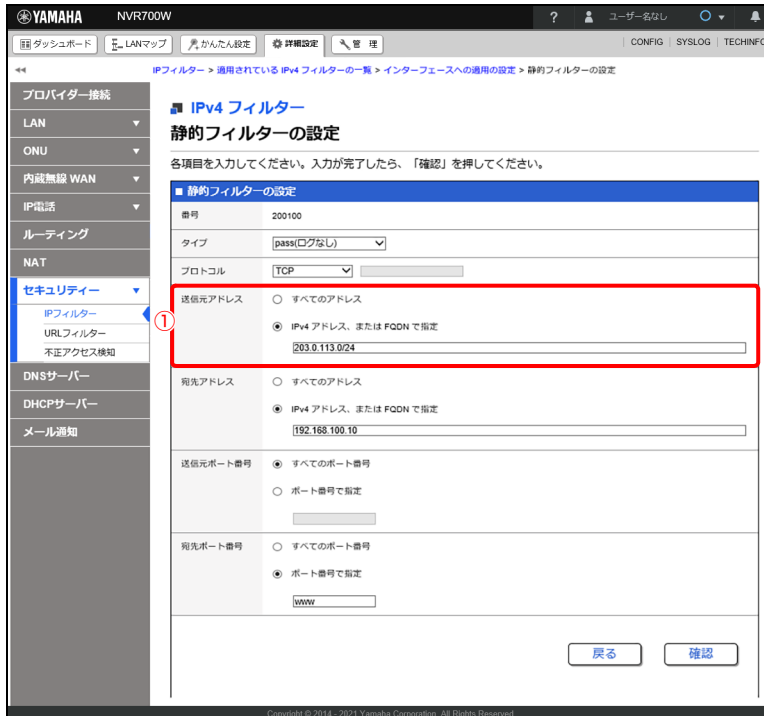 YAMAHA NVR700W ? ユーザー名なし
ダッシュボード LANマップ かんたん設定 詳細設定 管 理 CONFIG | SYSLOG | TECHINFO
IPフィルター > 適用されている IPv4 フィルターの一覧 > インターフェースへの適用の設定 > 静的フィルターの設定
プロバイダー接続
LAN
ONU
内蔵無線 WAN
IP電話
ルーティング
NAT
セキュリティー
IPフィルター
URLフィルター
不正アクセス検知
DNSサーバー
DHCPサーバー
メール通知
IPv4 フィルター
静的フィルターの設定
各項目を入力してください。入力が完了したら、「確認」を押してください。
■ 静的フィルターの設定
番号 200100
タイプ pass(ログなし)
プロトコル TCP
①
送信元アドレス すべてのアドレス
IPv4 アドレス、または FQDN で指定
203.0.113.0/24
宛先アドレス すべてのアドレス
IPv4 アドレス、または FQDN で指定
192.168.100.10
送信元ポート番号 すべてのポート番号
ポート番号で指定
宛先ポート番号 すべてのポート番号
ポート番号で指定
www
戻る 確認
Copyright © 2014 - 2021 Yamaha Corporation. All Rights Reserved.